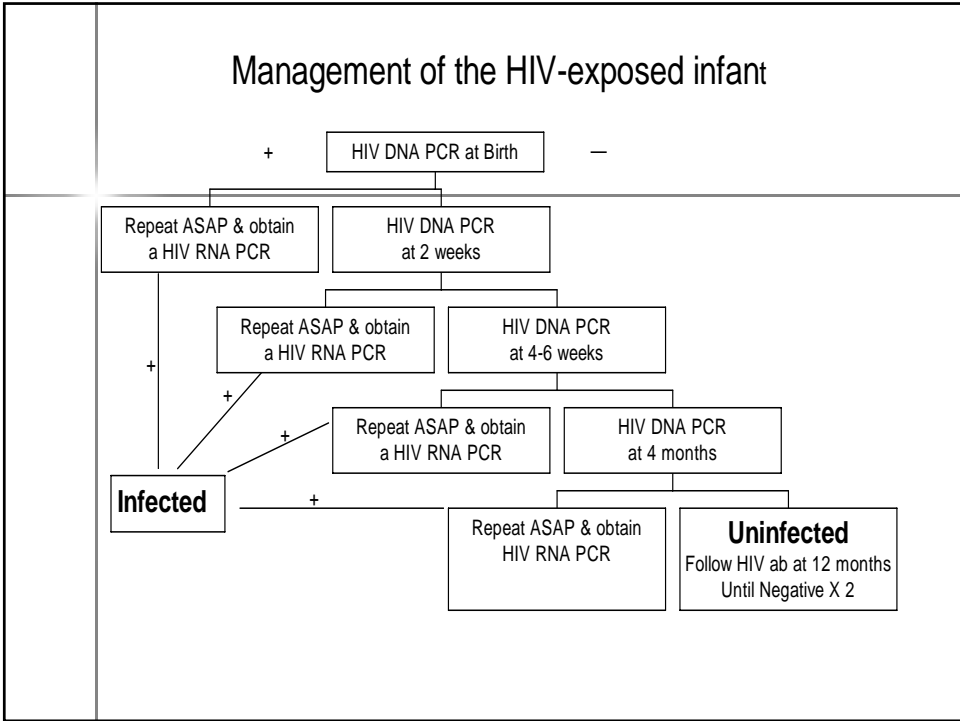 Management of the HIV-exposed infant
+
HIV DNA PCR at Birth
—
Repeat ASAP & obtain
a HIV RNA PCR
HIV DNA PCR
at 2 weeks
Repeat ASAP & obtain
a HIV RNA PCR
HIV DNA PCR
at 4-6 weeks
+
+
+
Repeat ASAP & obtain
a HIV RNA PCR
HIV DNA PCR
at 4 months
Infected
+
Repeat ASAP & obtain
HIV RNA PCR
Uninfected
Follow HIV ab at 12 months
Until Negative X 2